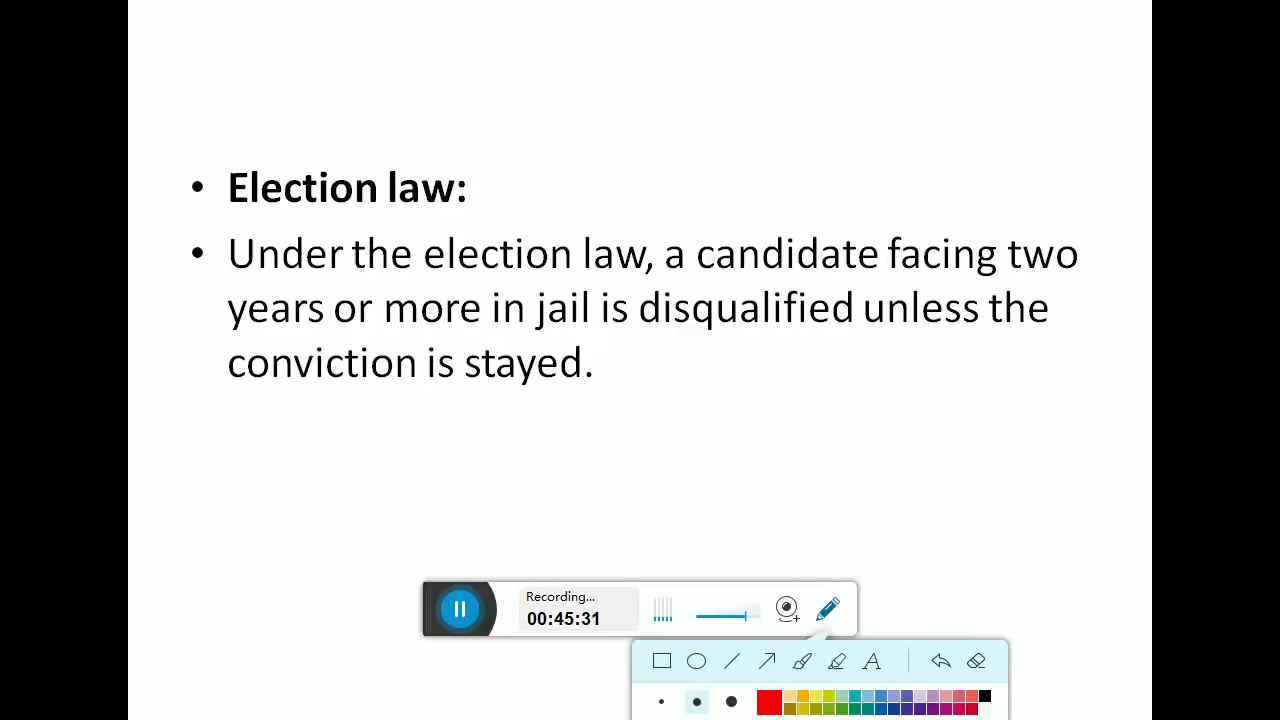 • Election law:
• Under the election law, a candidate facing two
years or more in jail is disqualified unless the
conviction is stayed.
Recording...
00:45:31
A